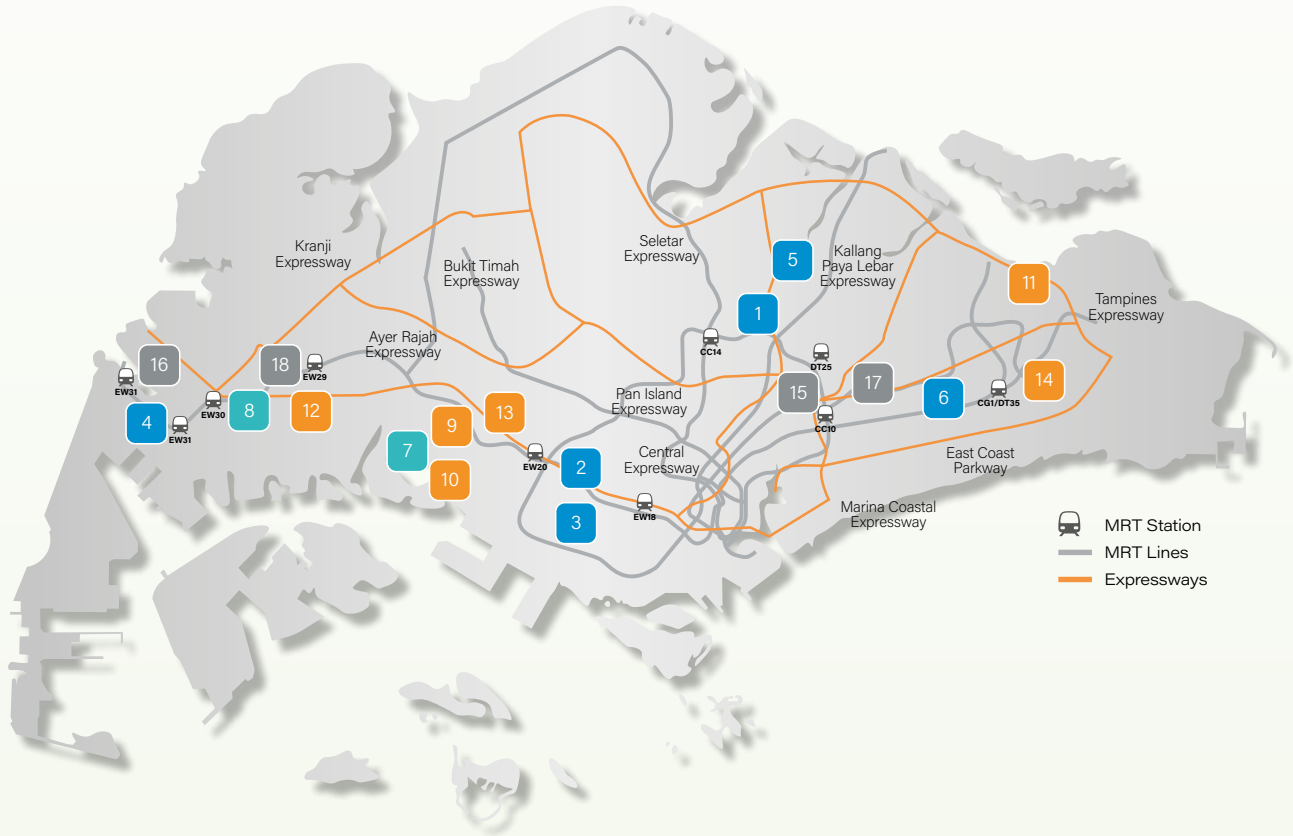 Kranji
Expressway
Bukit Timah
Expressway
Seletar
Expressway
Kallang
Paya Lebar
Expressway
5
11
Tampines
Expressway
1
Ayer Rajah
Expressway
CC14
DT25
16
18
EW31
EW29
EW30
15
17
14
6
CG1/DT35
Pan Island
Expressway
CC10
4
EW31
8
12
9
13
7
10
EW20
2
Central
Expressway
East Coast
Parkway
3
EW18
Marina Coastal
Expressway
MRT Station
MRT Lines
Expressways